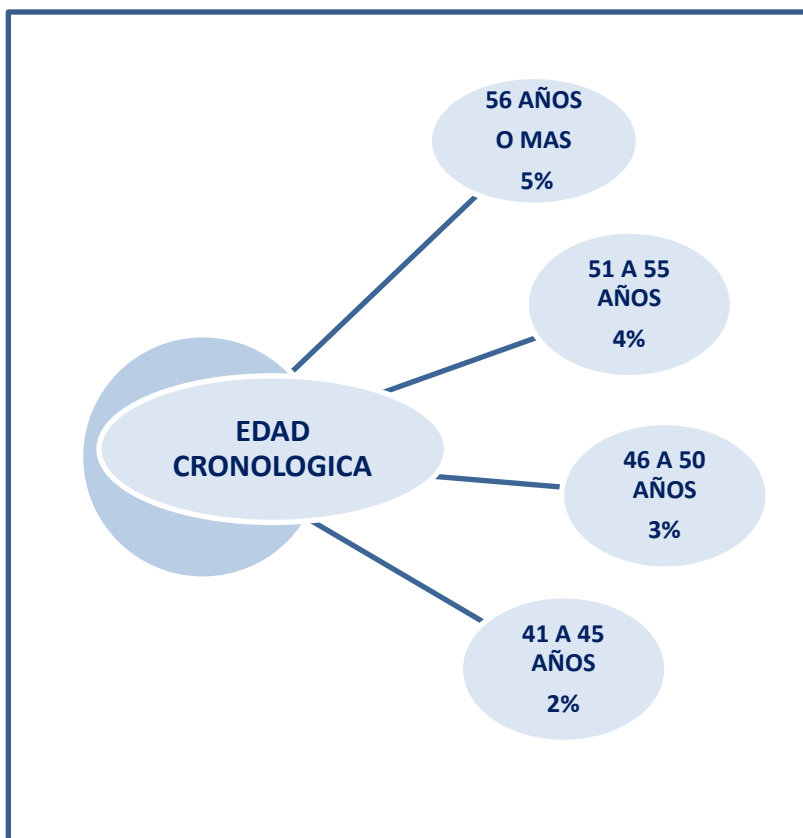 56 AÑOS
O MAS
5%
51 A 55
AÑOS
4%
EDAD
CRONOLOGICA
46 A 50
AÑOS
3%
41 A 45
AÑOS
2%